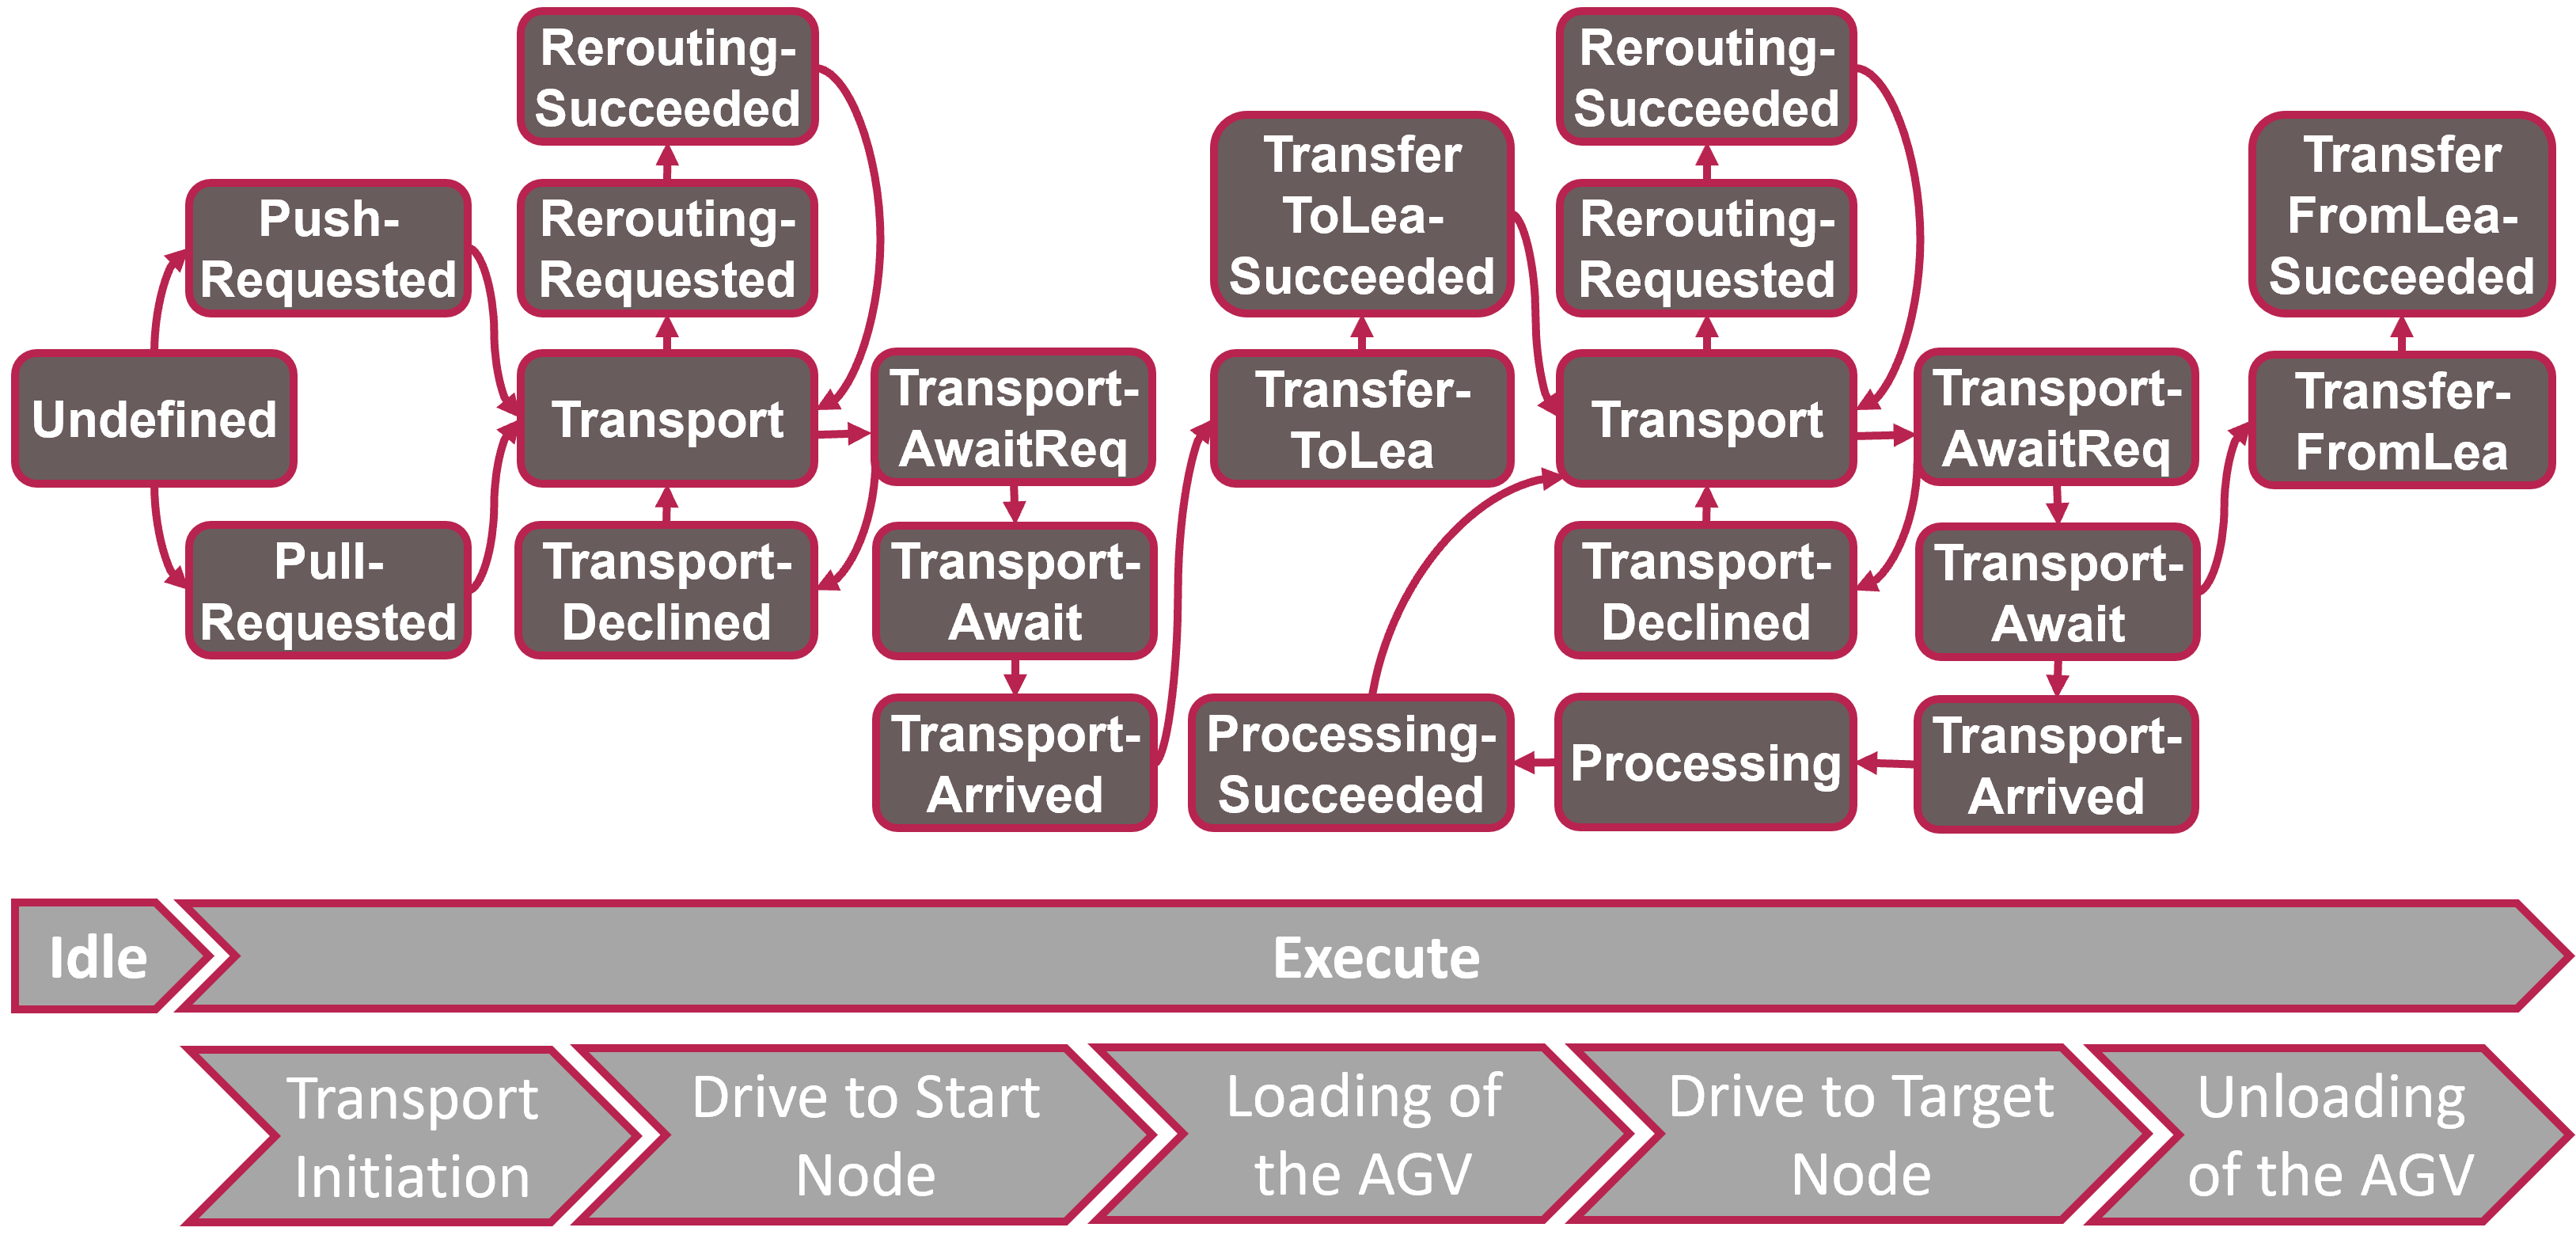 Undefined
Push-
Requested
Pull-
Requested
Rerouting-
Succeeded
Rerouting-
Requested
Transport
Transport-
Declined
Transport-
AwaitReq
Transport-
Await
Transport-
Arrived
Transfer
ToLea-
Succeeded
Transfer-
ToLea
Processing-
Succeeded
Rerouting-
Succeeded
Rerouting-
Requested
Transport
Transport-
Declined
Processing
Transport-
AwaitReq
Transport-
Await
Transport-
Arrived
Transfer
FromLea-
Succeeded
Transfer-
FromLea
Idle
Execute
Transport
Initiation
Drive to Start
Node
Loading of
the AGV
Drive to Target
Node
Unloading
of the AGV